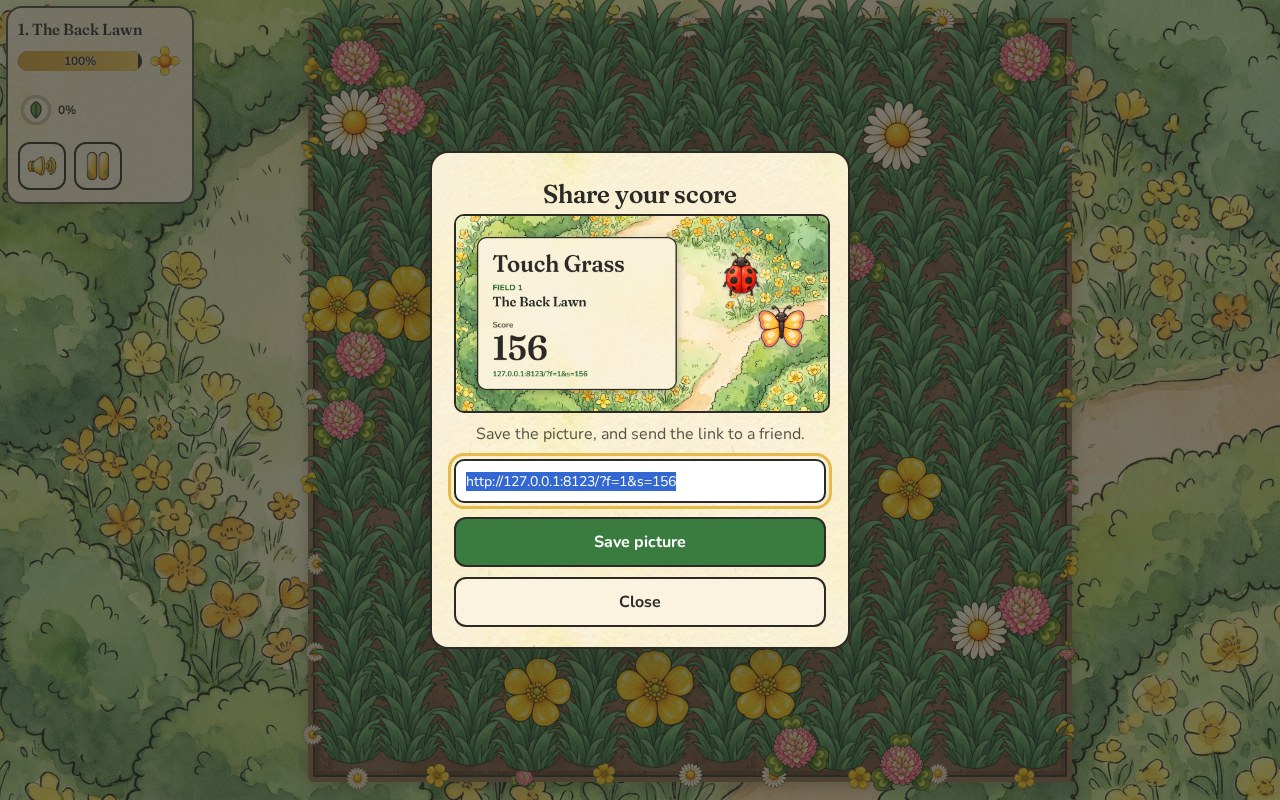 1. The Back Lawn
100%
0%
Share your score
Touch Grass
FIELD 1
The Back Lawn
Score
156
127.0.0.1:8123/?f=1&s=156
Save the picture, and send the link to a friend.
http://127.0.0.1:8123/?f=1&s=156
Save picture
Close